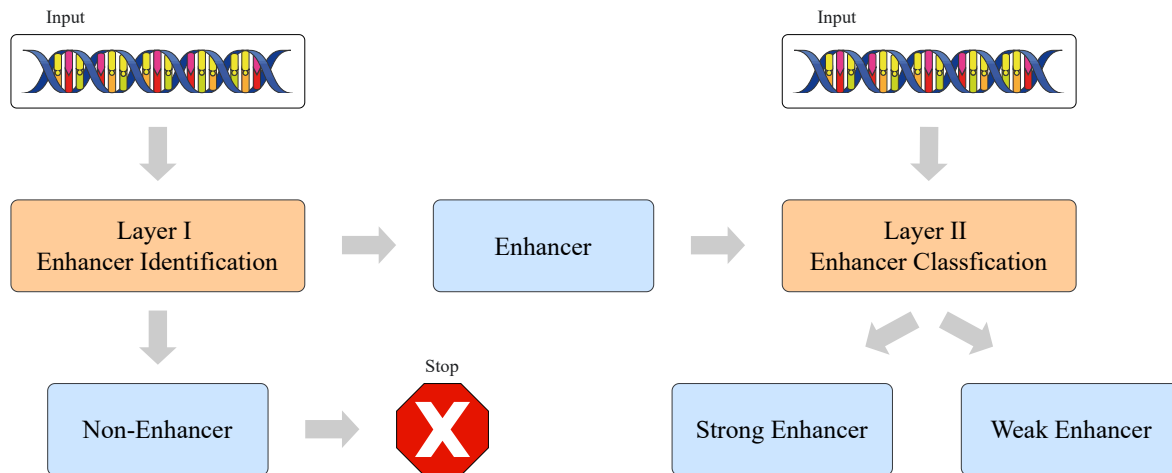 Input
Input
Layer I
Enhancer Identification
Enhancer
Layer II
Enhancer Classfication
Stop
Non-Enhancer
X
Strong Enhancer
Weak Enhancer